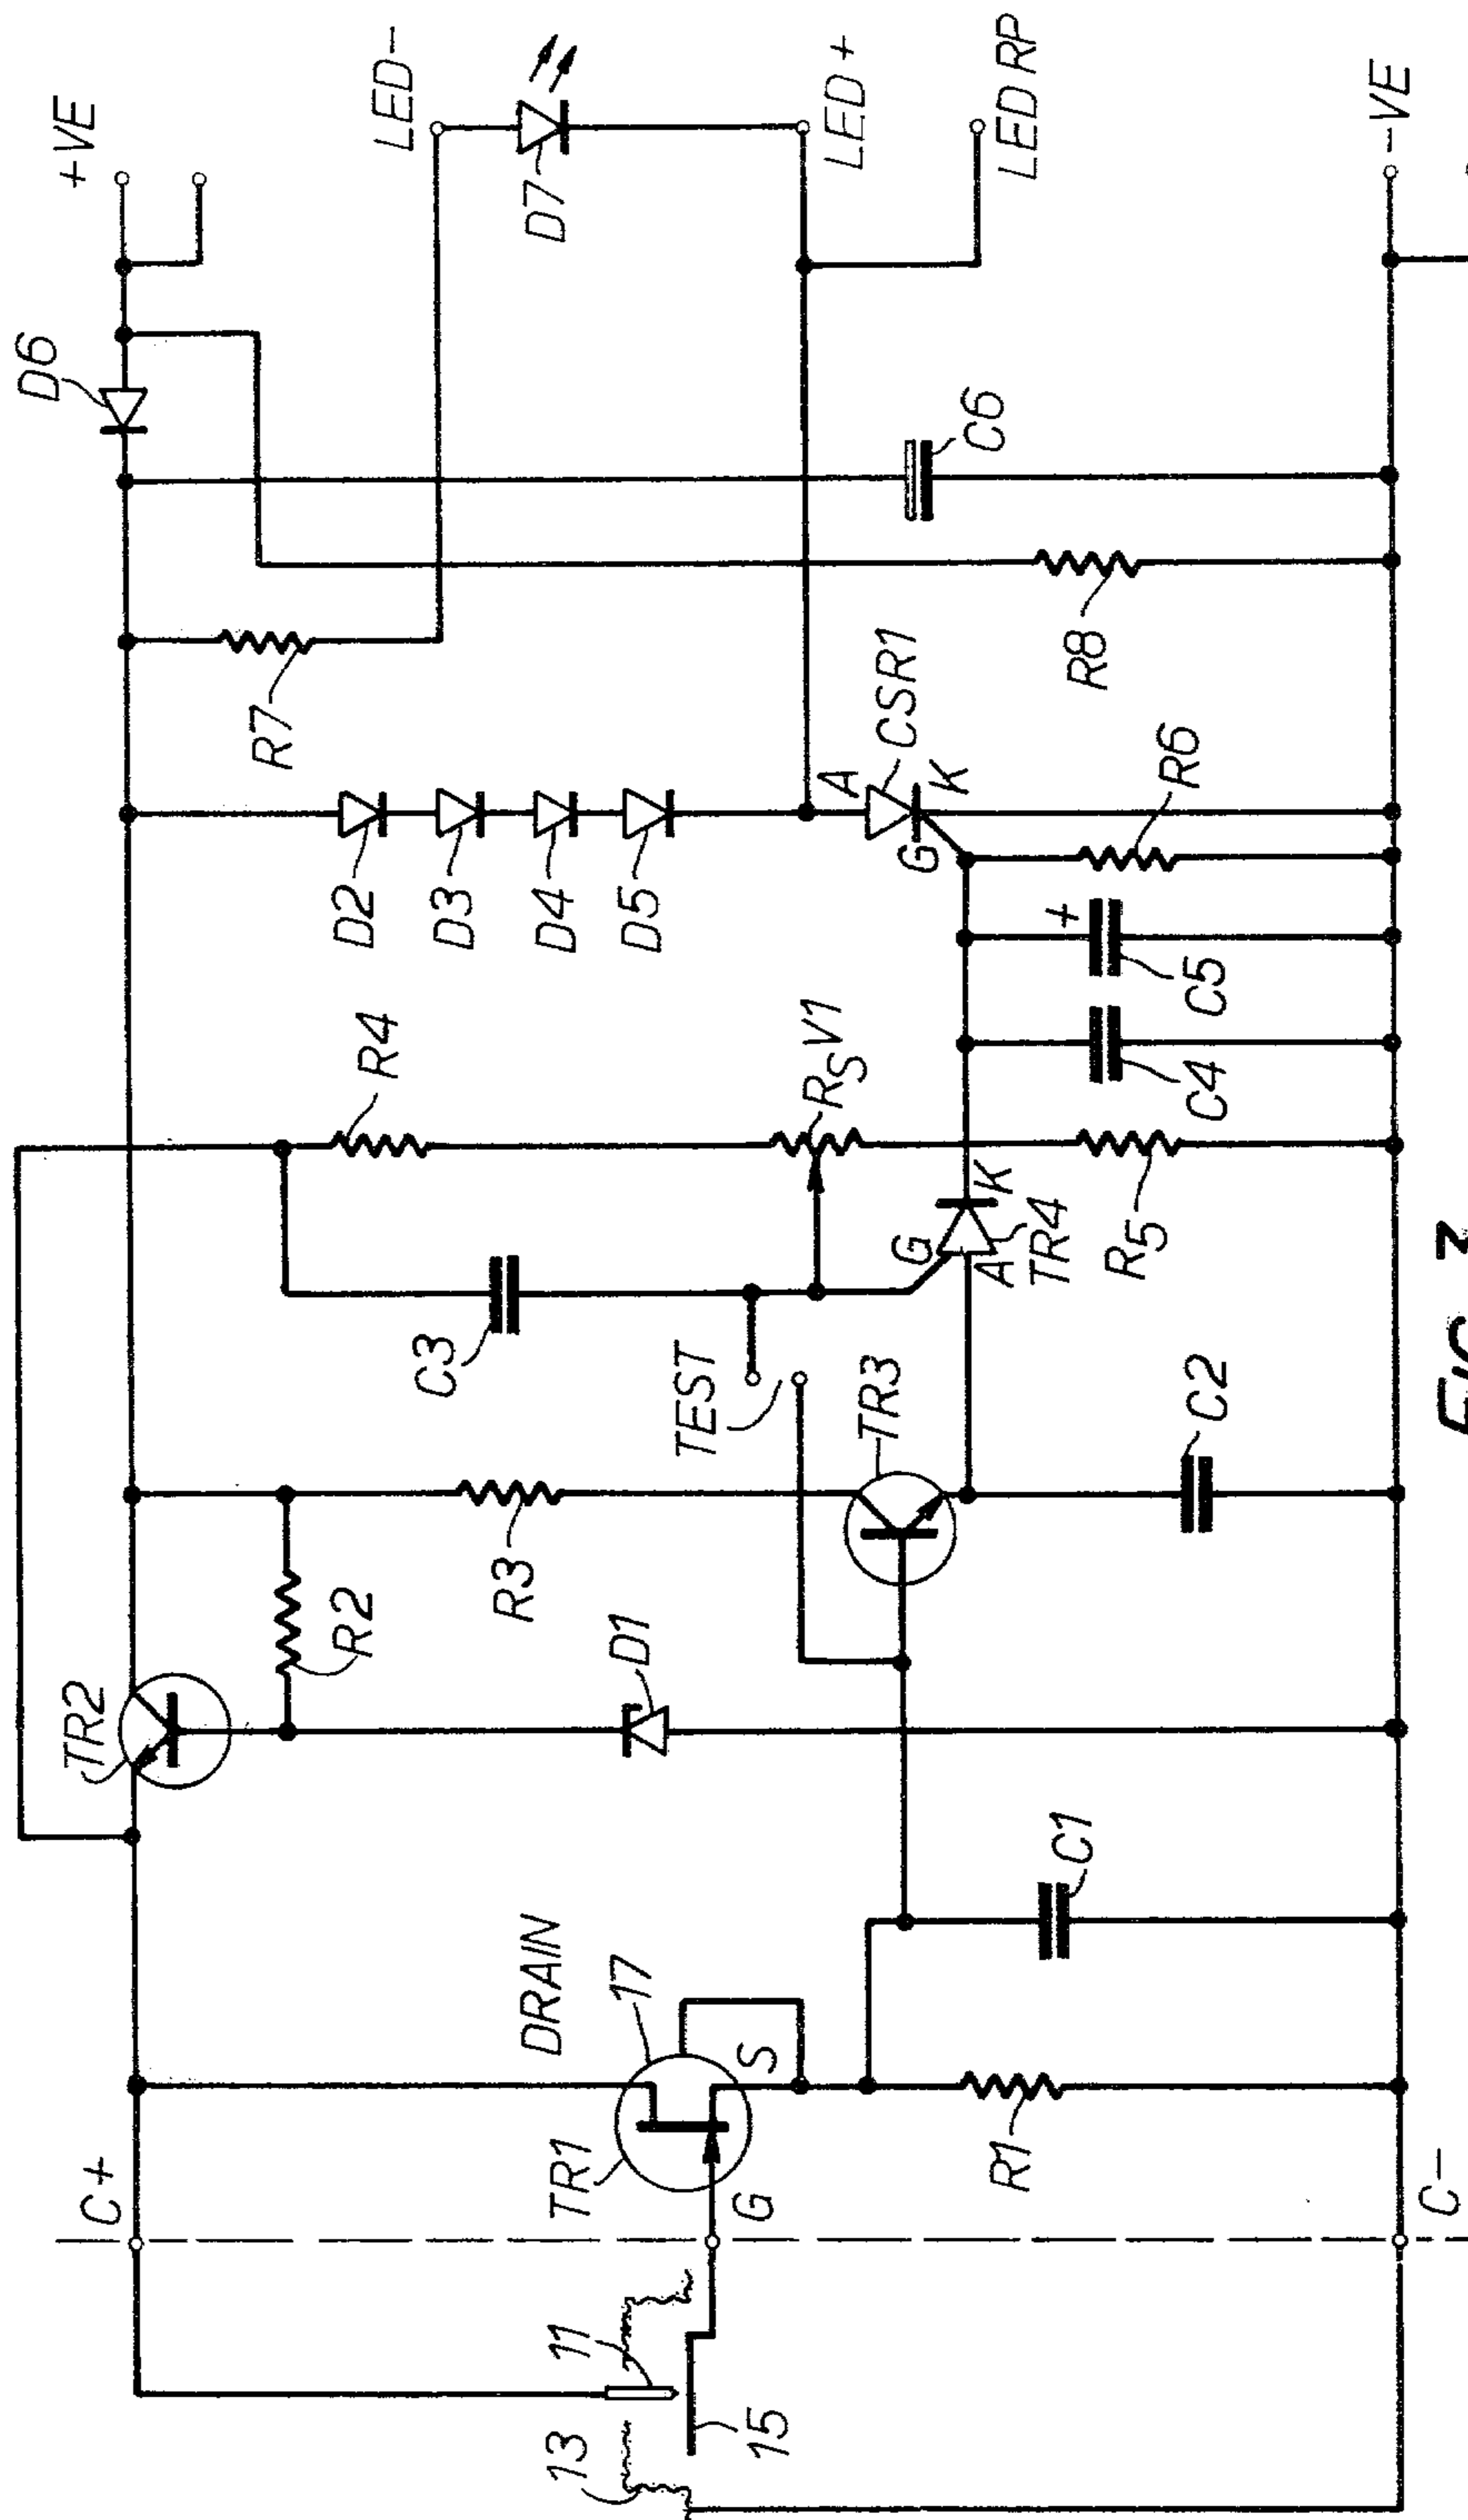 C+
C-
13
11
15
TR1
G
17
DRAIN
S
R1
C1
TR2
D1
R2
R3
TR3
C2
TEST
C3
G
A
K
TR4
R4
RSV1
R5
C4
C5
+
R6
D2
D3
D4
D5
A
G
K
CSR1
R7
R8
C6
D6
+VE
LED-
D7
LED+
LED RP
-VE